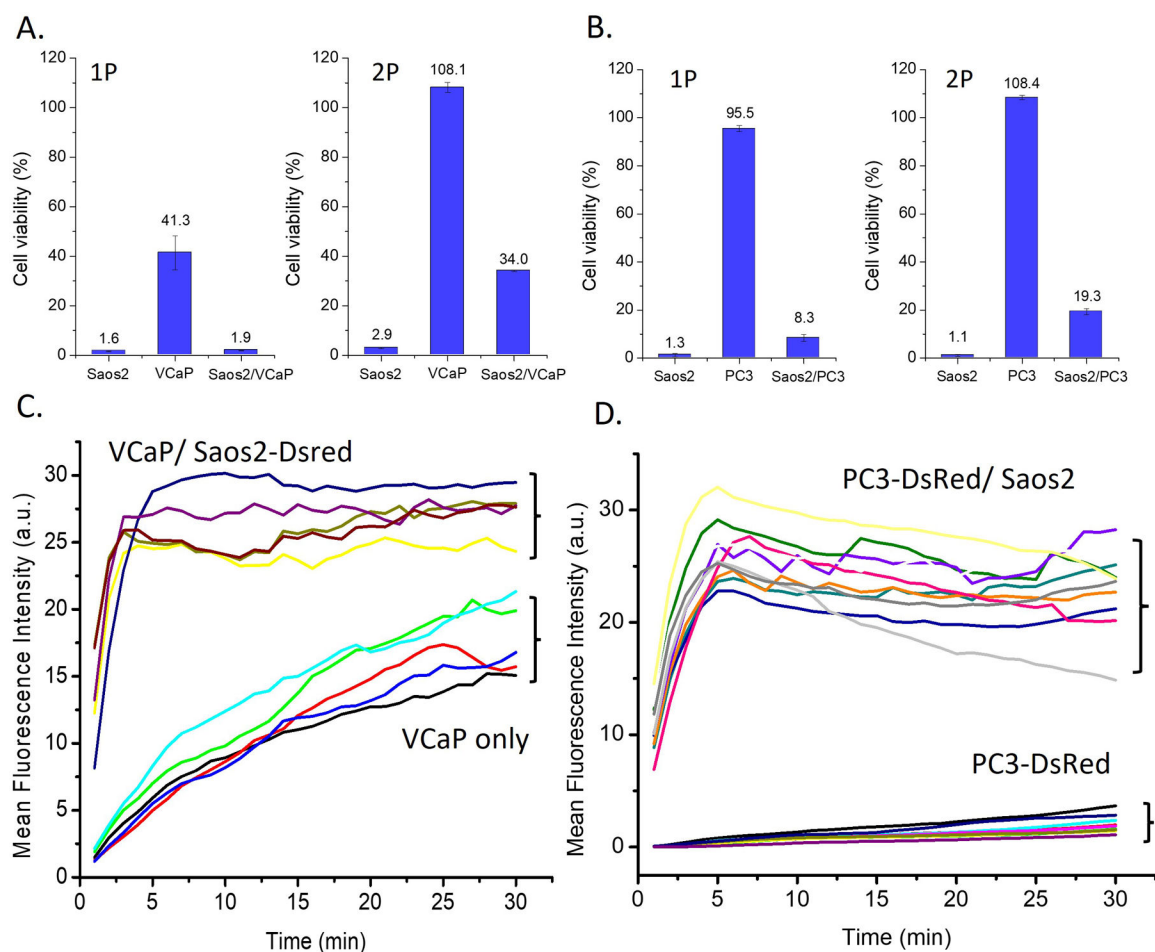 A.
B.
Cell viability (%)
120
100
80
60
40
20
0
1P
1.6
41.3
1.9
Saos2 VCaP Saos2/VCaP
Cell viability (%)
120
100
80
60
40
20
0
2P
2.9
108.1
34.0
Saos2 VCaP Saos2/VCaP
Cell viability (%)
120
100
80
60
40
20
0
1P
1.3
95.5
8.3
Saos2 PC3 Saos2/PC3
Cell viability (%)
120
100
80
60
40
20
0
2P
1.1
108.4
19.3
Saos2 PC3 Saos2/PC3
C.
VCaP/ Saos2-Dsred
Mean Fluorescence Intensity (a.u.)
30
25
20
15
10
5
0
VCaP only
0 5 10 15 20 25 30
Time (min)
D.
PC3-DsRed/ Saos2
Mean Fluorescence Intensity (a.u.)
30
20
10
0
PC3-DsRed
0 5 10 15 20 25 30
Time (min)